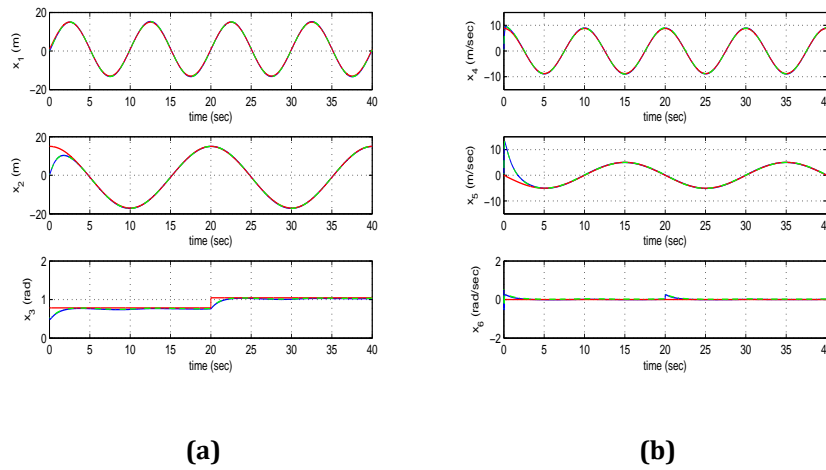 20
0
−20
0 5 10 15 20 25 30 35 40
x1 (m)
time (sec)
20
0
−20
0 5 10 15 20 25 30 35 40
x2 (m)
time (sec)
2
1
0
0 5 10 15 20 25 30 35 40
x3 (rad)
time (sec)
(a)
10
0
−10
0 5 10 15 20 25 30 35 40
x4 (m/sec)
time (sec)
10
0
−10
0 5 10 15 20 25 30 35 40
x5 (m/sec)
time (sec)
2
0
−2
0 5 10 15 20 25 30 35 40
x6 (rad/sec)
time (sec)
(b)